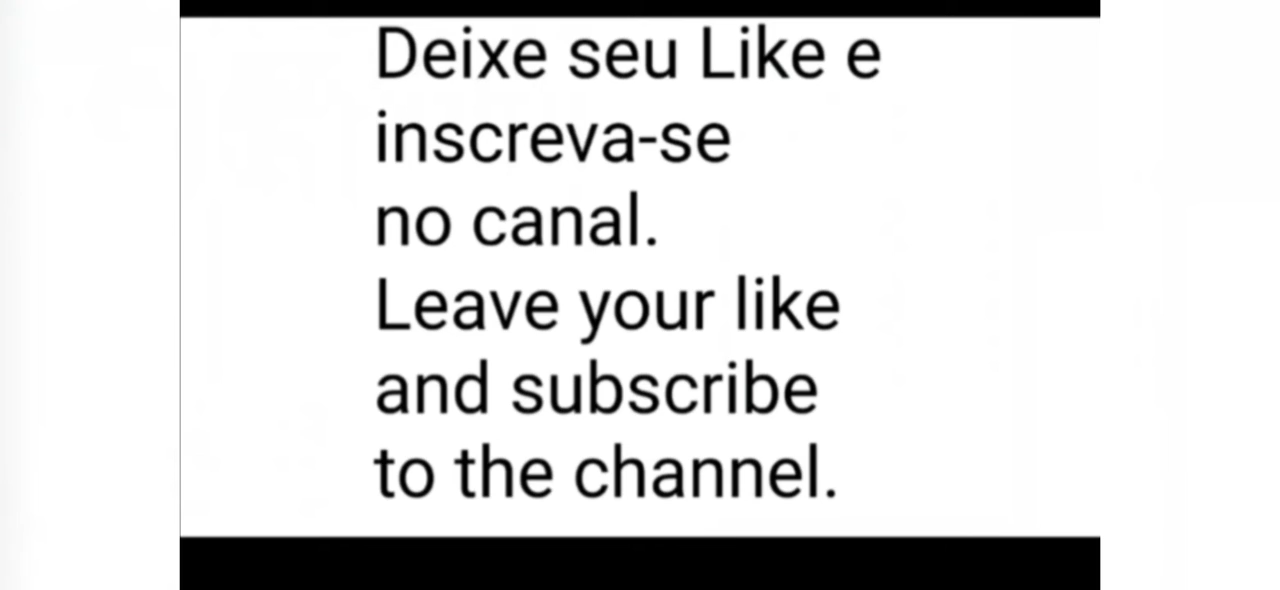 Deixe seu Like e
inscreva-se
no canal.
Leave your like
and subscribe
to the channel.